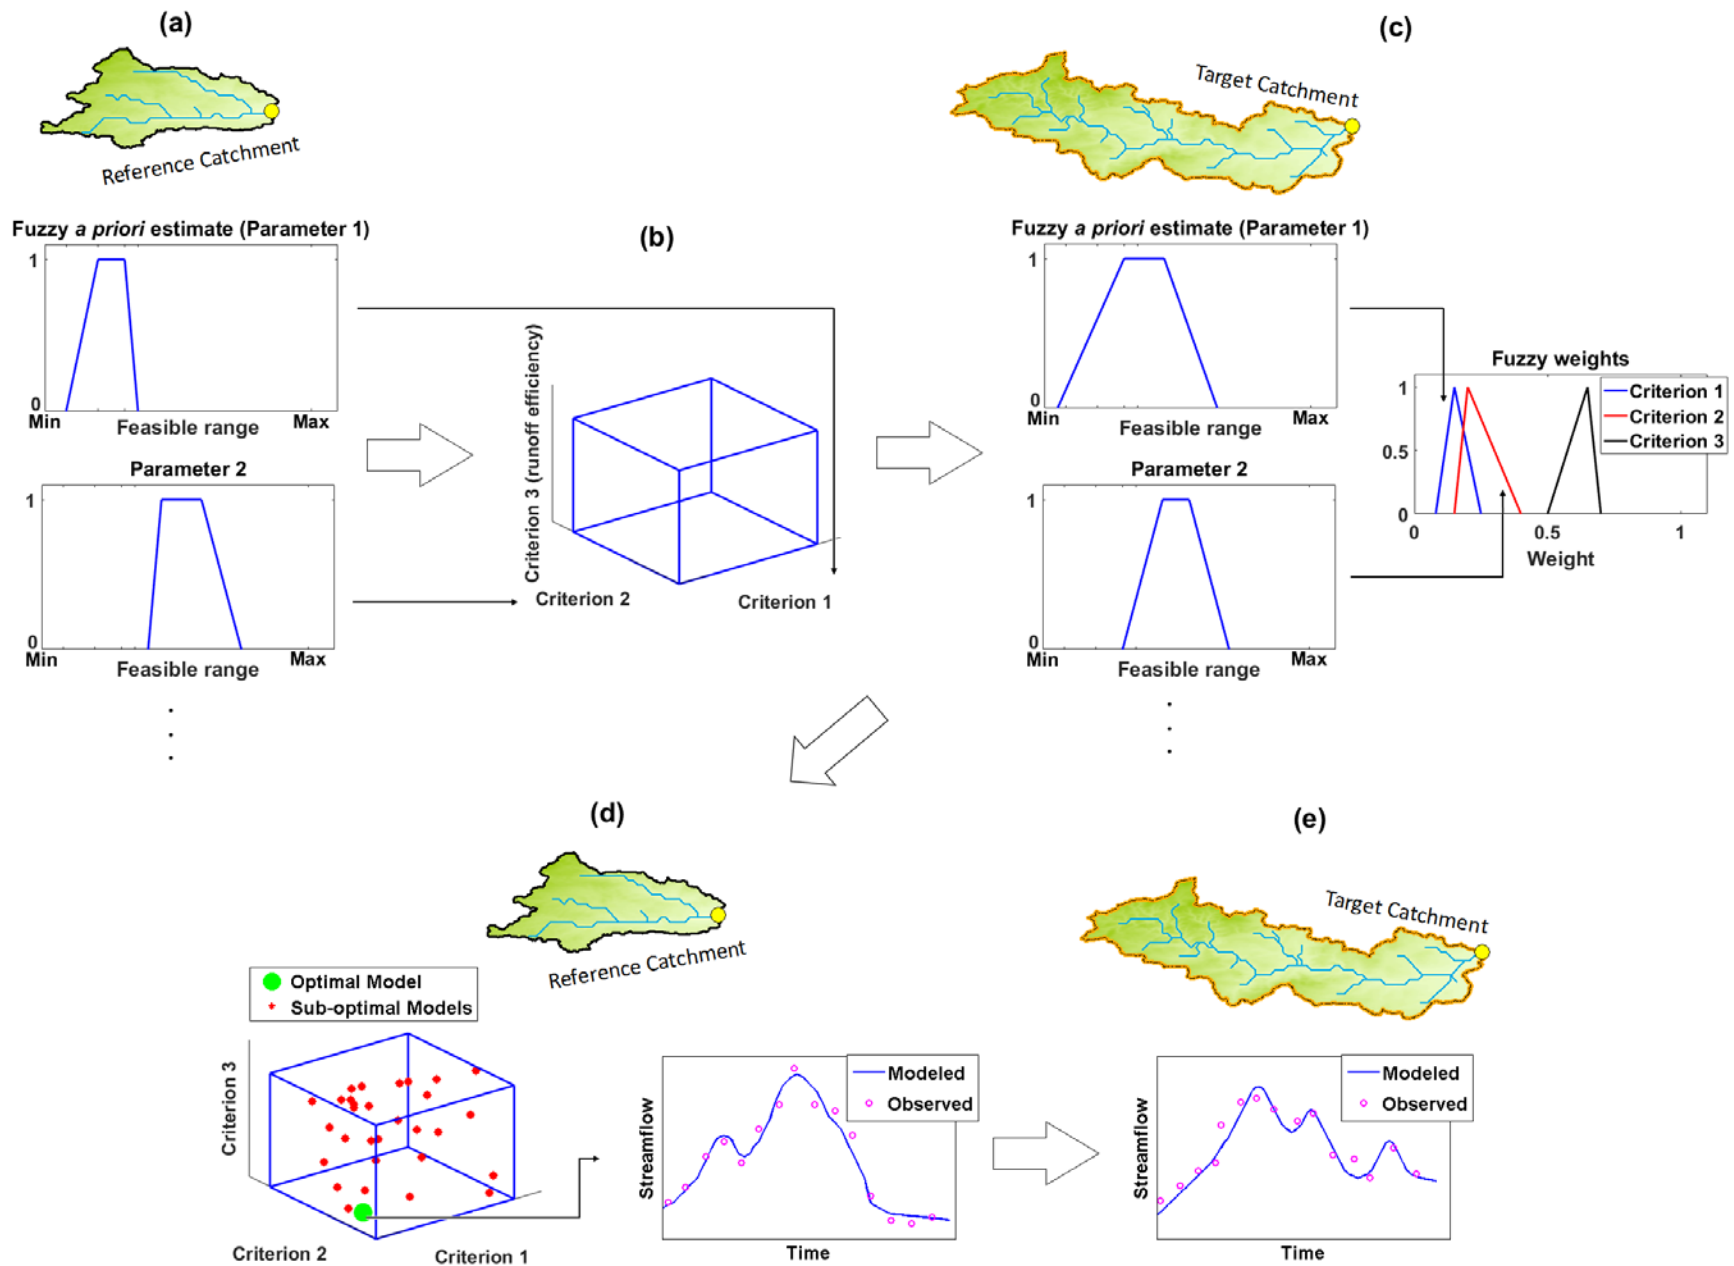 (a)
Reference Catchment
Fuzzy a priori estimate (Parameter 1)
1
0
Min
Feasible range
Max
Parameter 2
1
0
Min
Feasible range
Max
(b)
Criterion 3 (runoff efficiency)
Criterion 2
Criterion 1
(c)
Target Catchment
Fuzzy a priori estimate (Parameter 1)
1
0
Min
Feasible range
Max
Parameter 2
1
0
Min
Feasible range
Max
Fuzzy weights
1
0.5
0
Criterion 1
Criterion 2
Criterion 3
0
0.5
1
Weight
(d)
Reference Catchment
Optimal Model
Sub-optimal Models
Criterion 3
Criterion 2
Criterion 1
Streamflow
Modeled
Observed
Time
(e)
Target Catchment
Streamflow
Modeled
Observed
Time